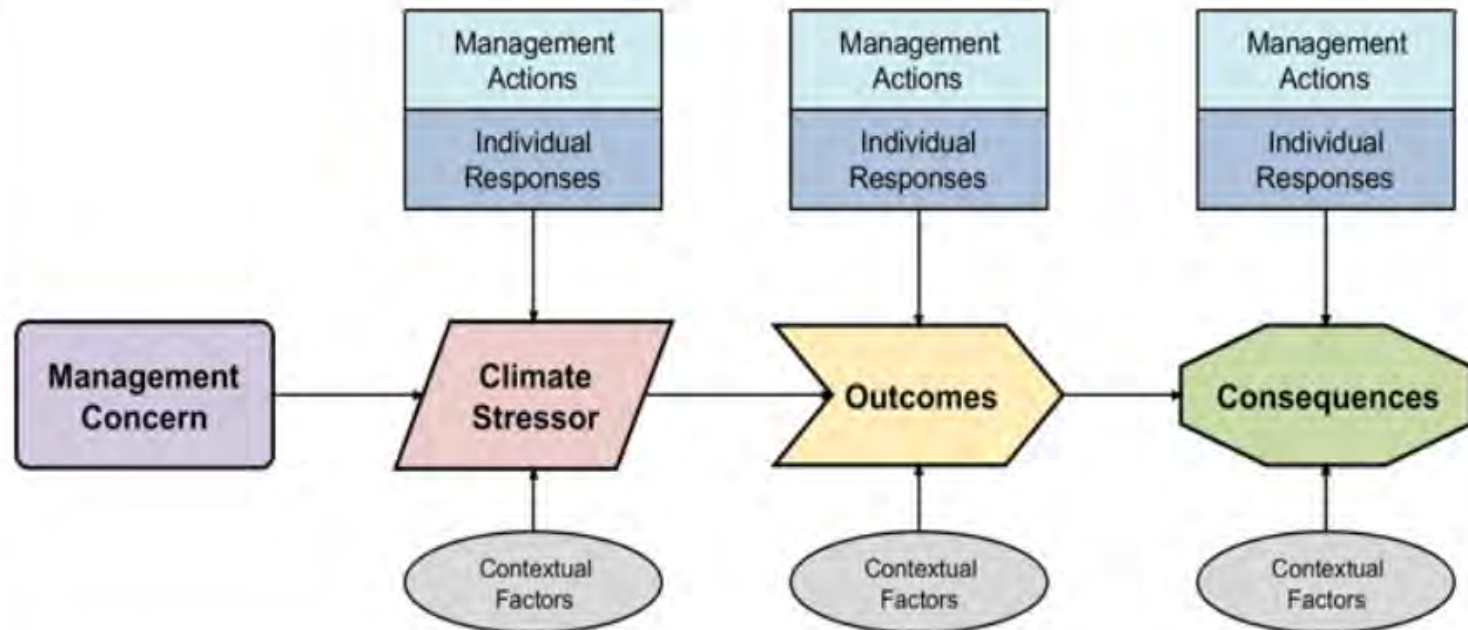 Management
Actions
Individual
Responses
Management
Actions
Individual
Responses
Management
Actions
Individual
Responses
Management
Concern
Climate
Stressor
Outcomes
Consequences
Contextual
Factors
Contextual
Factors
Contextual
Factors